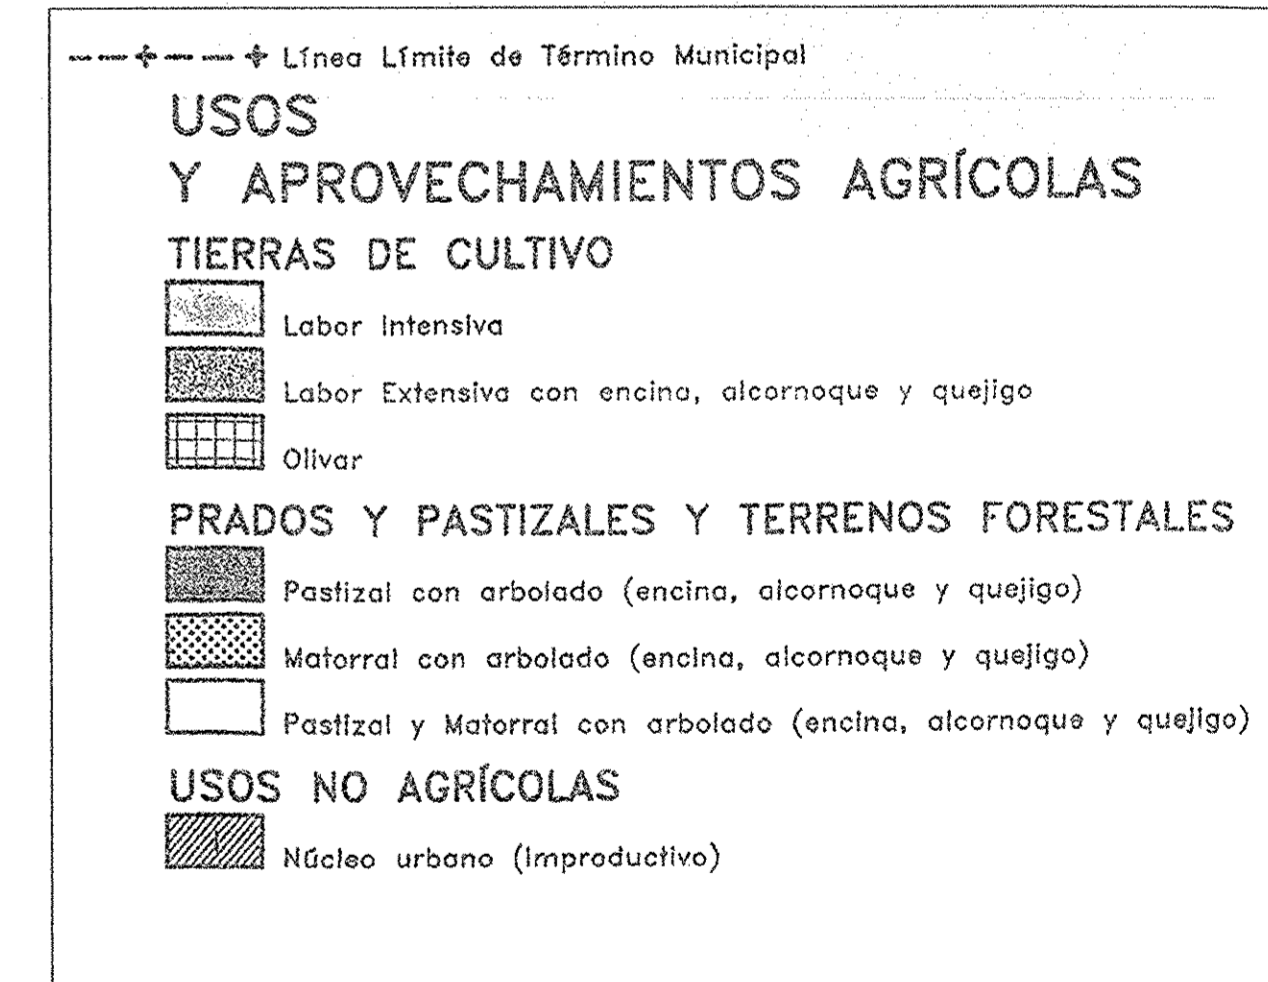 Línea Límite de Término Municipal
USOS
Y APROVECHAMIENTOS AGRÍCOLAS
TIERRAS DE CULTIVO
Labor Intensiva
Labor Extensiva con encina, alcornoque y quejigo
Olivar
PRADOS Y PASTIZALES Y TERRENOS FORESTALES
Pastizal con arbolado (encina, alcornoque y quejigo)
Matorral con arbolado (encina, alcornoque y quejigo)
Pastizal y Matorral con arbolado (encina, alcornoque y quejigo)
USOS NO AGRÍCOLAS
Núcleo urbano (Improductivo)